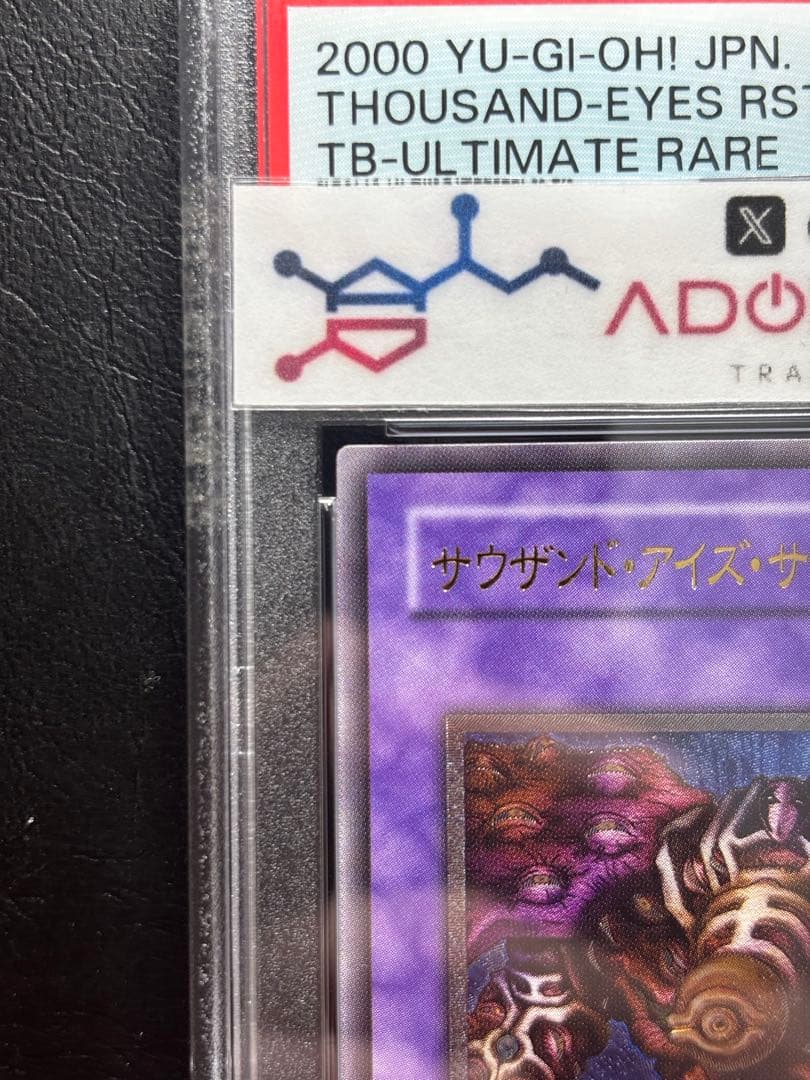 2000 YU-GI-OH! JPN.
THOUSAND-EYES RST
TB-ULTIMATE RARE
X
ADO
TRA
サウザンド・アイズ・サ